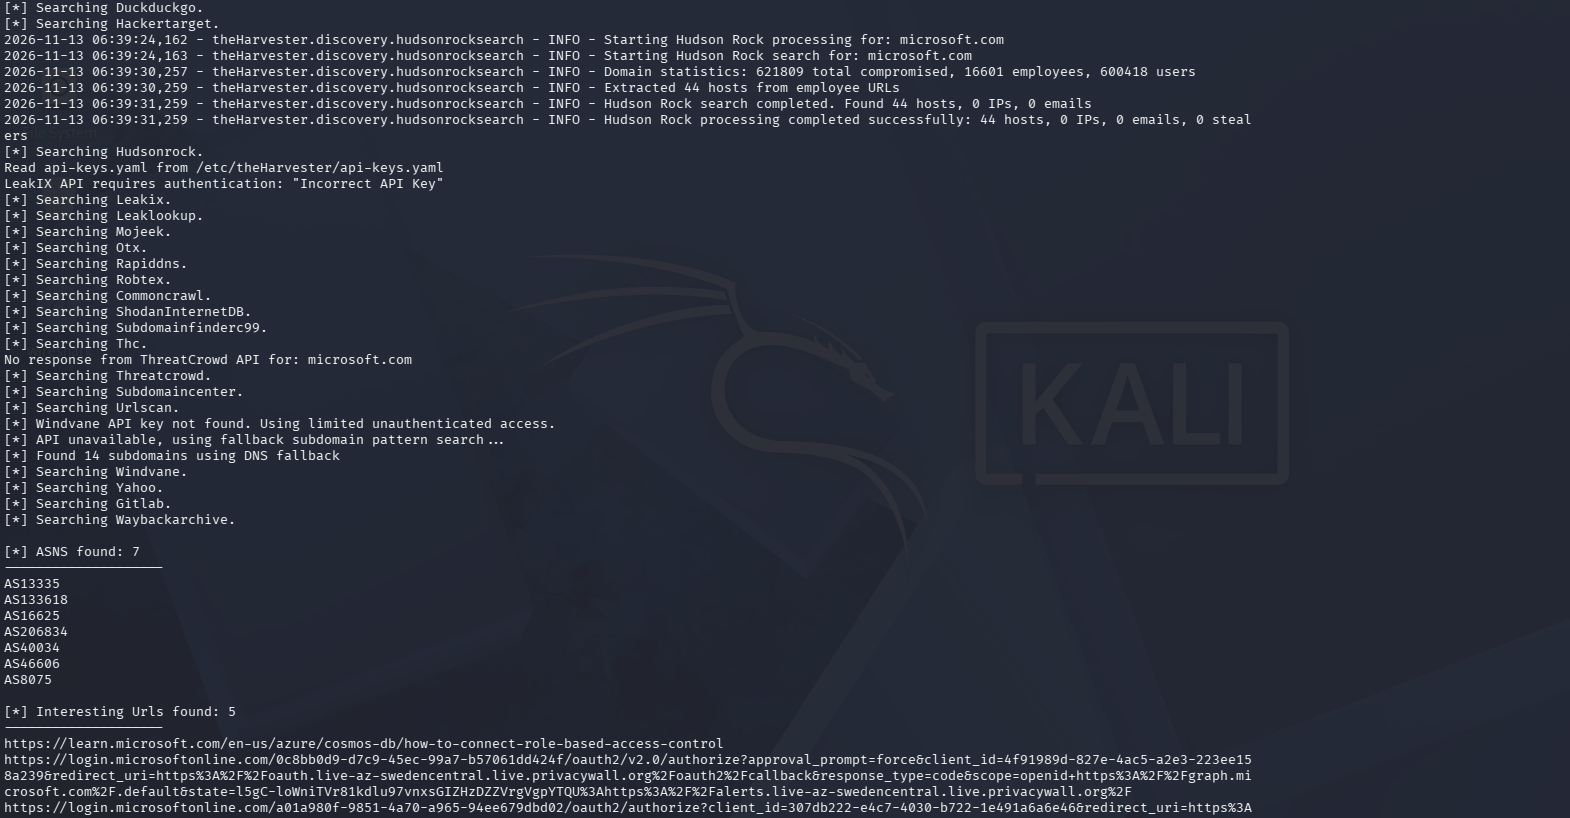 [*] Searching Duckduckgo.
[*] Searching Hackertarget.
2026-11-13 06:39:24,162 - theHarvester.discovery.hudsonrocksearch - INFO - Starting Hudson Rock processing for: microsoft.com
2026-11-13 06:39:24,163 - theHarvester.discovery.hudsonrocksearch - INFO - Starting Hudson Rock search for: microsoft.com
2026-11-13 06:39:30,257 - theHarvester.discovery.hudsonrocksearch - INFO - Domain statistics: 621809 total compromised, 16601 employees, 600418 users
2026-11-13 06:39:30,259 - theHarvester.discovery.hudsonrocksearch - INFO - Extracted 44 hosts from employee URLs
2026-11-13 06:39:31,259 - theHarvester.discovery.hudsonrocksearch - INFO - Hudson Rock search completed. Found 44 hosts, 0 IPs, 0 emails
2026-11-13 06:39:31,259 - theHarvester.discovery.hudsonrocksearch - INFO - Hudson Rock processing completed successfully: 44 hosts, 0 IPs, 0 emails, 0 steal
ers
[*] Searching Hudsonrock.
Read api-keys.yaml from /etc/theHarvester/api-keys.yaml
LeakIX API requires authentication: "Incorrect API Key"
[*] Searching Leakix.
[*] Searching Leaklookup.
[*] Searching Mojeek.
[*] Searching Otx.
[*] Searching Rapiddns.
[*] Searching Robtex.
[*] Searching Commoncrawl.
[*] Searching ShodanInternetDB.
[*] Searching Subdomainfinderc99.
[*] Searching Thc.
No response from ThreatCrowd API for: microsoft.com
[*] Searching Threatcrowd.
[*] Searching Subdomaincenter.
[*] Searching Urlscan.
[*] Windvane API key not found. Using limited unauthenticated access.
[*] API unavailable, using fallback subdomain pattern search...
[*] Found 14 subdomains using DNS fallback
[*] Searching Windvane.
[*] Searching Yahoo.
[*] Searching Gitlab.
[*] Searching Waybackarchive.
[*] ASNS found: 7
--------------------
AS13335
AS133618
AS16625
AS206834
AS40034
AS46606
AS8075
[*] Interesting Urls found: 5
--------------------
https://learn.microsoft.com/en-us/azure/cosmos-db/how-to-connect-role-based-access-control
https://login.microsoftonline.com/0c8bb0d9-d7c9-45ec-99a7-b57061dd424f/oauth2/v2.0/authorize?approval_prompt=force&client_id=4f91989d-827e-4ac5-a2e3-223ee15
8a239&redirect_uri=https%3A%2F%2Foauth.live-az-swedencentral.live.privacywall.org%2Foauth2%2Fcallback&response_type=code&scope=openid+https%3A%2F%2Fgraph.mi
crosoft.com%2F.default&state=l5gC-loWniTVr81kdlu97vnxsGIZHzDZZVrgVgpYTQU%3Ahttps%3A%2F%2Falerts.live-az-swedencentral.live.privacywall.org%2F
https://login.microsoftonline.com/a01a980f-9851-4a70-a965-94ee679dbd02/oauth2/authorize?client_id=307db222-e4c7-4030-b722-1e491a6a6e46&redirect_uri=https%3A
KALI